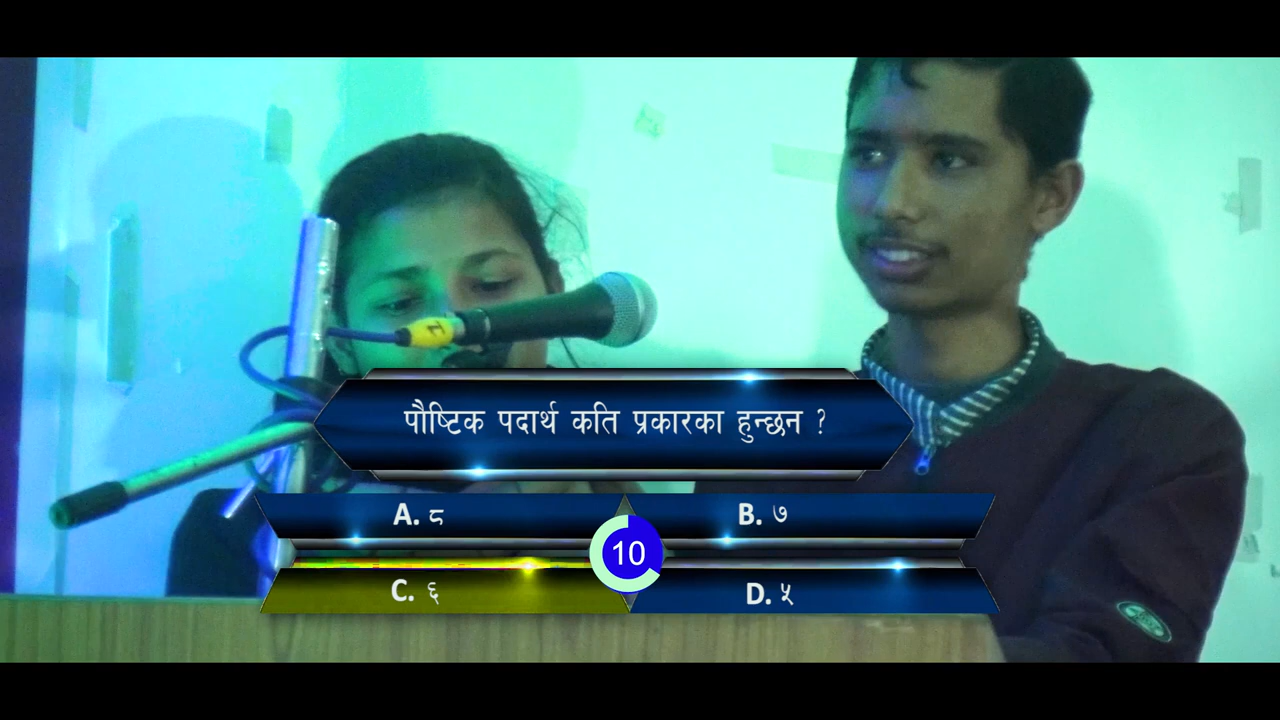 पौष्टिक पदार्थ कति प्रकारका हुन्छन ?
A. ८
B. ७
10
C. ६
D. ५